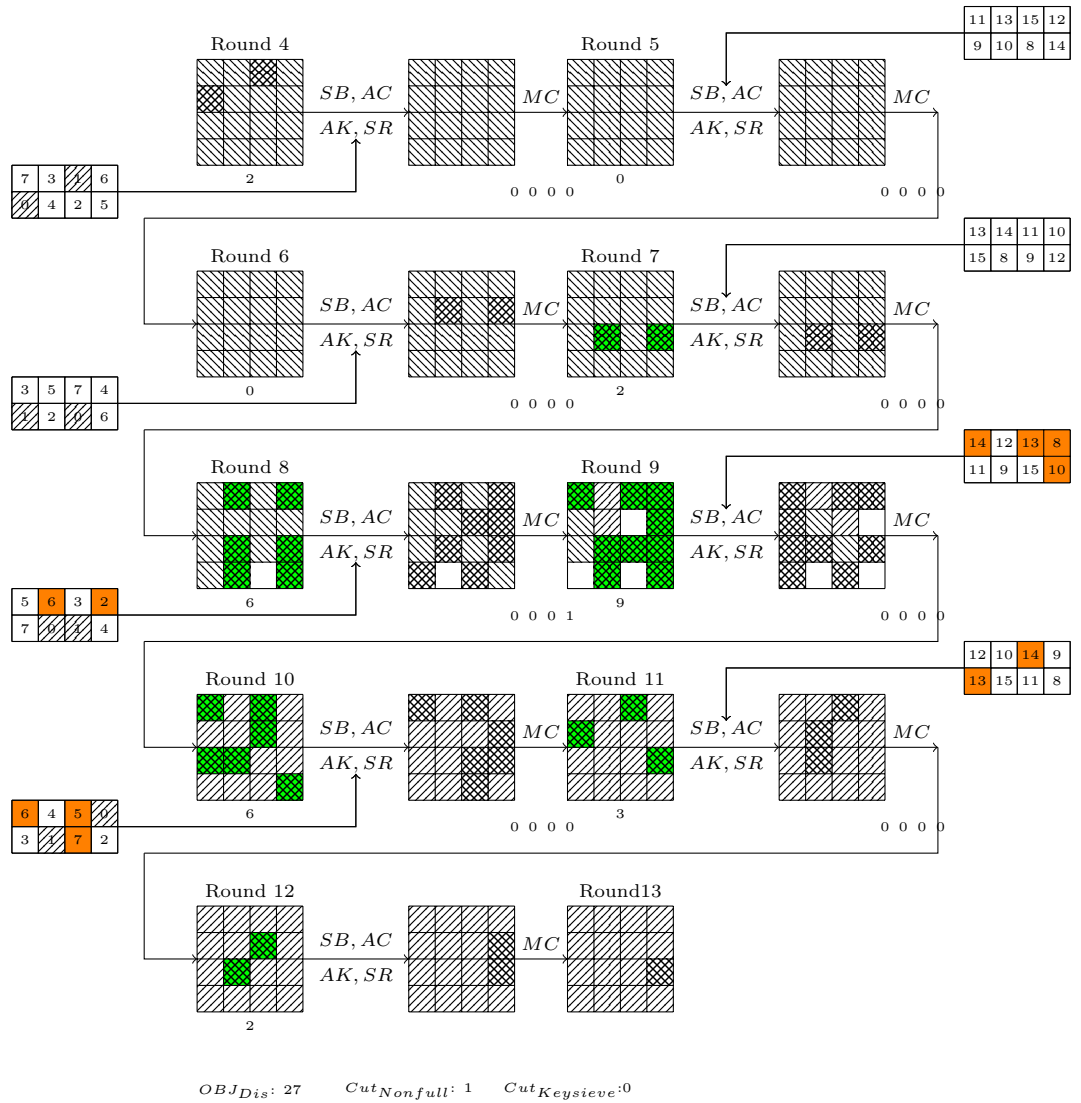 11 13 15 12
Round 4 Round 5
9 10 8 14
SB, AC MC SB, AC MC
AK, SR AK, SR
7 3 1 6
2 0
0 0 0 0 0 0 0 0
0 4 2 5
13 14 11 10
Round 6 Round 7
15 8 9 12
SB, AC MC SB, AC MC
AK, SR AK, SR
3 5 7 4
0 2
0 0 0 0 0 0 0 0
1 2 0 6
14 12 13 8
Round 8 Round 9
11 9 15 10
SB, AC MC SB, AC MC
AK, SR AK, SR
5 6 3 2
6 9
0 0 0 1 0 0 0 0
7 0 1 4
12 10 14 9
Round 10 Round 11
13 15 11 8
SB, AC MC SB, AC MC
AK, SR AK, SR
6 4 5 0
6 3
0 0 0 0 0 0 0 0
3 1 7 2
Round 12 Round13
SB, AC MC
AK, SR
2
OBJ_Dis: 27 Cut_Nonfull: 1 Cut_Keysieve:0